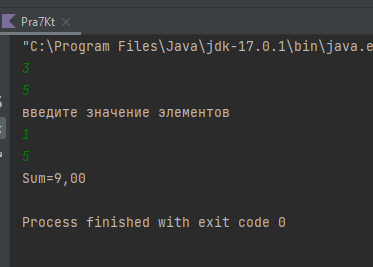 Pra7Kt
"C:\Program Files\Java\jdk-17.0.1\bin\java.e
3
5
введите значение элементов
1
5
Sum=9,00
Process finished with exit code 0